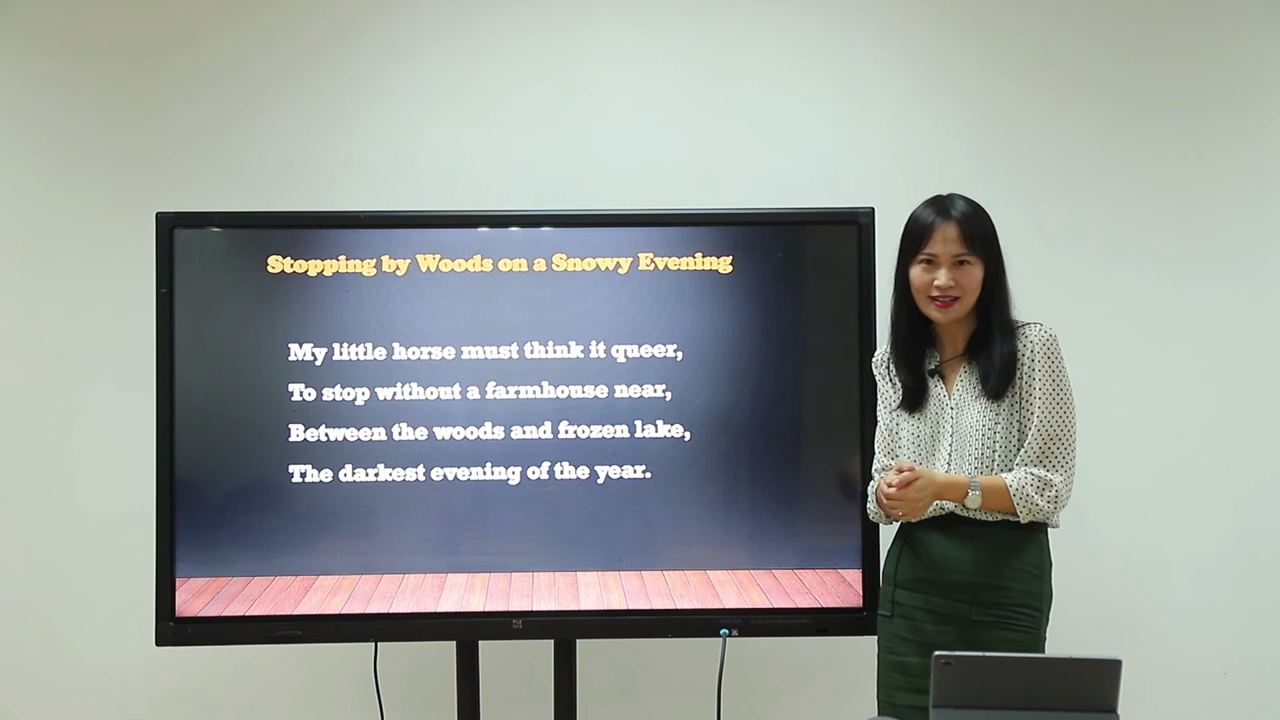 Stopping by Woods on a Snowy Evening
My little horse must think it queer,
To stop without a farmhouse near,
Between the woods and frozen lake,
The darkest evening of the year.